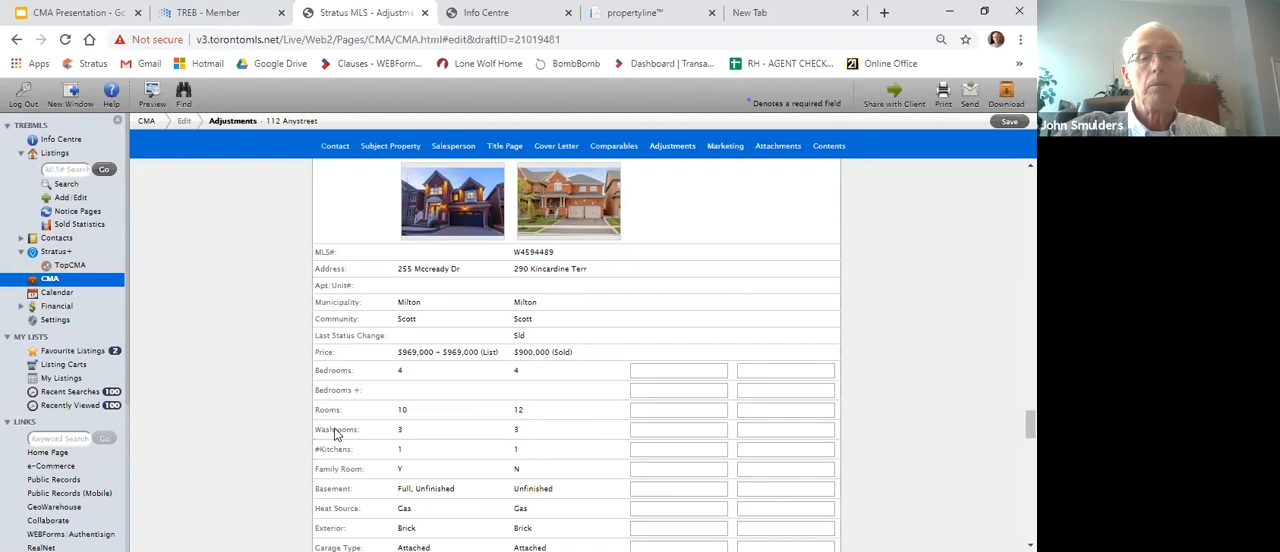 CMA Presentation - Go
TREB - Member
Stratus MLS - Adjustme
Info Centre
propertyline™
New Tab
Not secure
v3.torontomls.net/Live/Web2/Pages/CMA/CMA.html#edit&draftID=21019481
Apps
Stratus
Gmail
Hotmail
Google Drive
Clauses - WEBForm...
Lone Wolf Home
BombBomb
Dashboard | Transa...
RH - AGENT CHECK...
21
Online Office
»
Log Out
New Window
Help
Preview
Find
* Denotes a required field
Share with Client
Print
Send
Download
John Smulders
CMA
Edit
Adjustments - 112 Anystreet
Save
Contact
Subject Property
Salesperson
Title Page
Cover Letter
Comparables
Adjustments
Marketing
Attachments
Contents
TREBMLS
Info Centre
Listings
MLS# Search
Go
Search
Add/Edit
Notice Pages
Sold Statistics
Contacts
Stratus+
TopCMA
CMA
Calendar
Financial
Settings
MY LISTS
Favourite Listings 2
Listing Carts
My Listings
Recent Searches 100
Recently Viewed 100
LINKS
Keyword Search
Go
Home Page
e-Commerce
Public Records
Public Records (Mobile)
GeoWarehouse
Collaborate
WEBForms/Authentisign
RealNet
MLS#: W4594489
Address: 255 Mccready Dr 290 Kincardine Terr
Apt/Unit#:
Municipality: Milton Milton
Community: Scott Scott
Last Status Change: Sld
Price: $969,000 - $969,000 (List) $900,000 (Sold)
Bedrooms: 4 4
Bedrooms +:
Rooms: 10 12
Washrooms: 3 3
#Kitchens: 1 1
Family Room: Y N
Basement: Full, Unfinished Unfinished
Heat Source: Gas Gas
Exterior: Brick Brick
Garage Type: Attached Attached